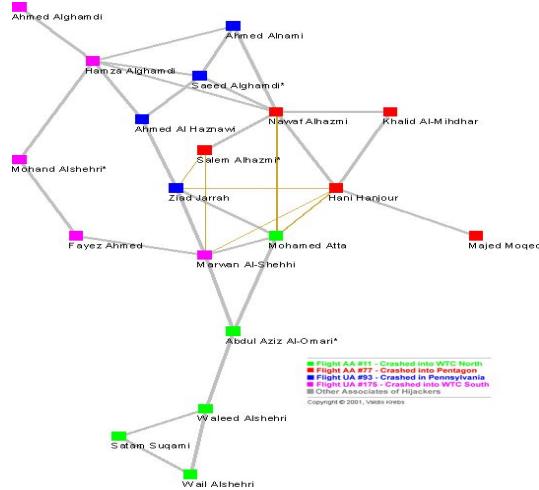 Ahmed Alghamdi
Ahmed Alnami
Hamza Alghamdi
Saeed Alghamdi*
Nawaf Alhazmi
Khalid Al-Mihdhar
Ahmed Al Haznawi
Salem Alhazmi*
Mohand Alshehri*
Ziad Jarrah
Hani Hanjour
Fayez Ahmed
Mohamed Atta
Majed Moqed
Marwan Al-Shehhi
Abdul Aziz Al-Omari*
Flight AA #11 - Crashed into WTC North
Flight AA #77 - Crashed into Pentagon
Flight UA #93 - Crashed in Pennsylvania
Flight UA #175 - Crashed into WTC South
Other Associates of Hijackers
Copyright © 2001, Valdis Krebs
Waleed Alshehri
Satam Suqami
Wail Alshehri